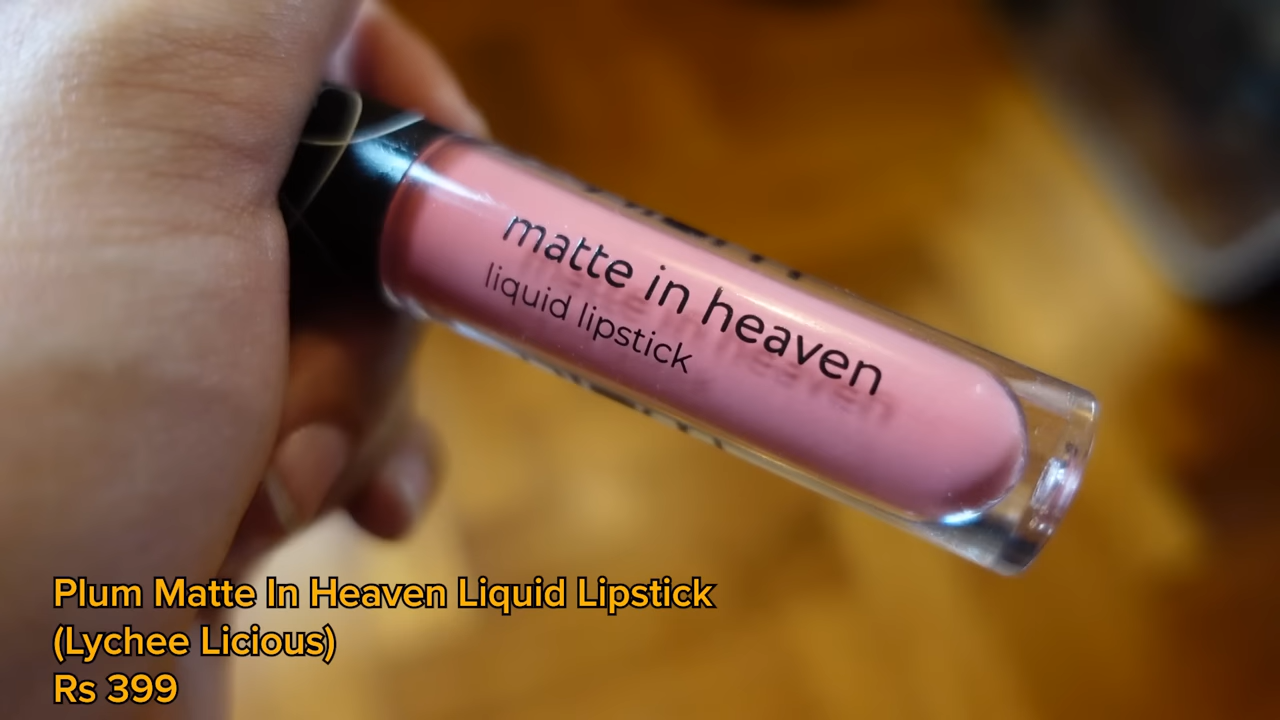 matte in heaven
liquid lipstick
Plum Matte In Heaven Liquid Lipstick
(Lychee Licious)
Rs 399